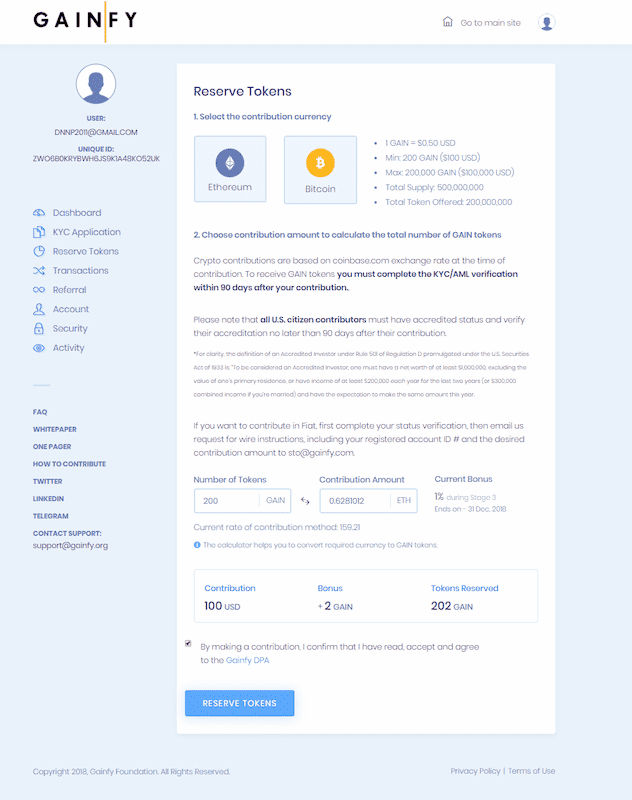 GAINFY
Go to main site
USER:
DNNP2011@GMAIL.COM
UNIQUE ID:
ZWO6B0KRYBWH6JS9K1A48KO52UK
Dashboard
KYC Application
Reserve Tokens
Transactions
Referral
Account
Security
Activity
FAQ
WHITEPAPER
ONE PAGER
HOW TO CONTRIBUTE
TWITTER
LINKEDIN
TELEGRAM
CONTACT SUPPORT:
support@gainfy.org
Reserve Tokens
1. Select the contribution currency
Ethereum
Bitcoin
1 GAIN = $0.50 USD
Min: 200 GAIN ($100 USD)
Max: 200,000 GAIN ($100,000 USD)
Total Supply: 500,000,000
Total Token Offered: 200,000,000
2. Choose contribution amount to calculate the total number of GAIN tokens
Crypto contributions are based on coinbase.com exchange rate at the time of
contribution. To receive GAIN tokens you must complete the KYC/AML verification
within 90 days after your contribution.
Please note that all U.S. citizen contributors must have accredited status and verify
their accreditation no later than 90 days after their contribution.
*For clarity, the definition of an Accredited Investor under Rule 501 of Regulation D promulgated under the U.S. Securities
Act of 1933 is "To be considered an Accredited Investor, one must have a net worth of at least $1,000,000, excluding the
value of one's primary residence, or have income of at least $200,000 each year for the last two years (or $300,000
combined income if you're married) and have the expectation to make the same amount this year.
If you want to contribute in Fiat, first complete your status verification, then email us
request for wire instructions, including your registered account ID # and the desired
contribution amount to sto@gainfy.com.
Number of Tokens
Contribution Amount
Current Bonus
200 GAIN
0.6281012 ETH
1% during Stage 3
Ends on - 31 Dec, 2018
Current rate of contribution method: 159.21
The calculator helps you to convert required currency to GAIN tokens.
Contribution
Bonus
Tokens Reserved
100 USD
+ 2 GAIN
202 GAIN
By making a contribution, I confirm that I have read, accept and agree
to the Gainfy DPA
RESERVE TOKENS
Copyright 2018, Gainfy Foundation. All Rights Reserved.
Privacy Policy | Terms of Use